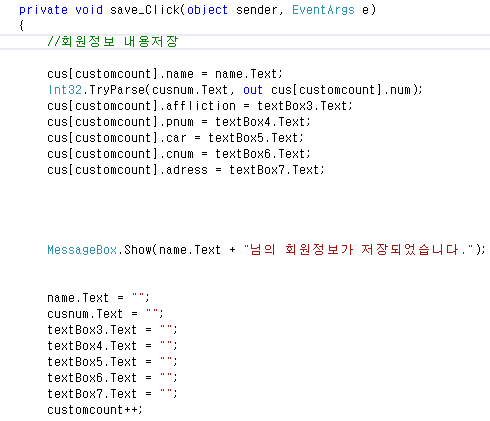 private void save_Click(object sender, EventArgs e)
{
//회원정보 내용저장
cus[customcount].name = name.Text;
Int32.TryParse(cusnum.Text, out cus[customcount].num);
cus[customcount].affliction = textBox3.Text;
cus[customcount].pnum = textBox4.Text;
cus[customcount].car = textBox5.Text;
cus[customcount].cnum = textBox6.Text;
cus[customcount].adress = textBox7.Text;
MessageBox.Show(name.Text + "님의 회원정보가 저장되었습니다.");
name.Text = "";
cusnum.Text = "";
textBox3.Text = "";
textBox4.Text = "";
textBox5.Text = "";
textBox6.Text = "";
textBox7.Text = "";
customcount++;